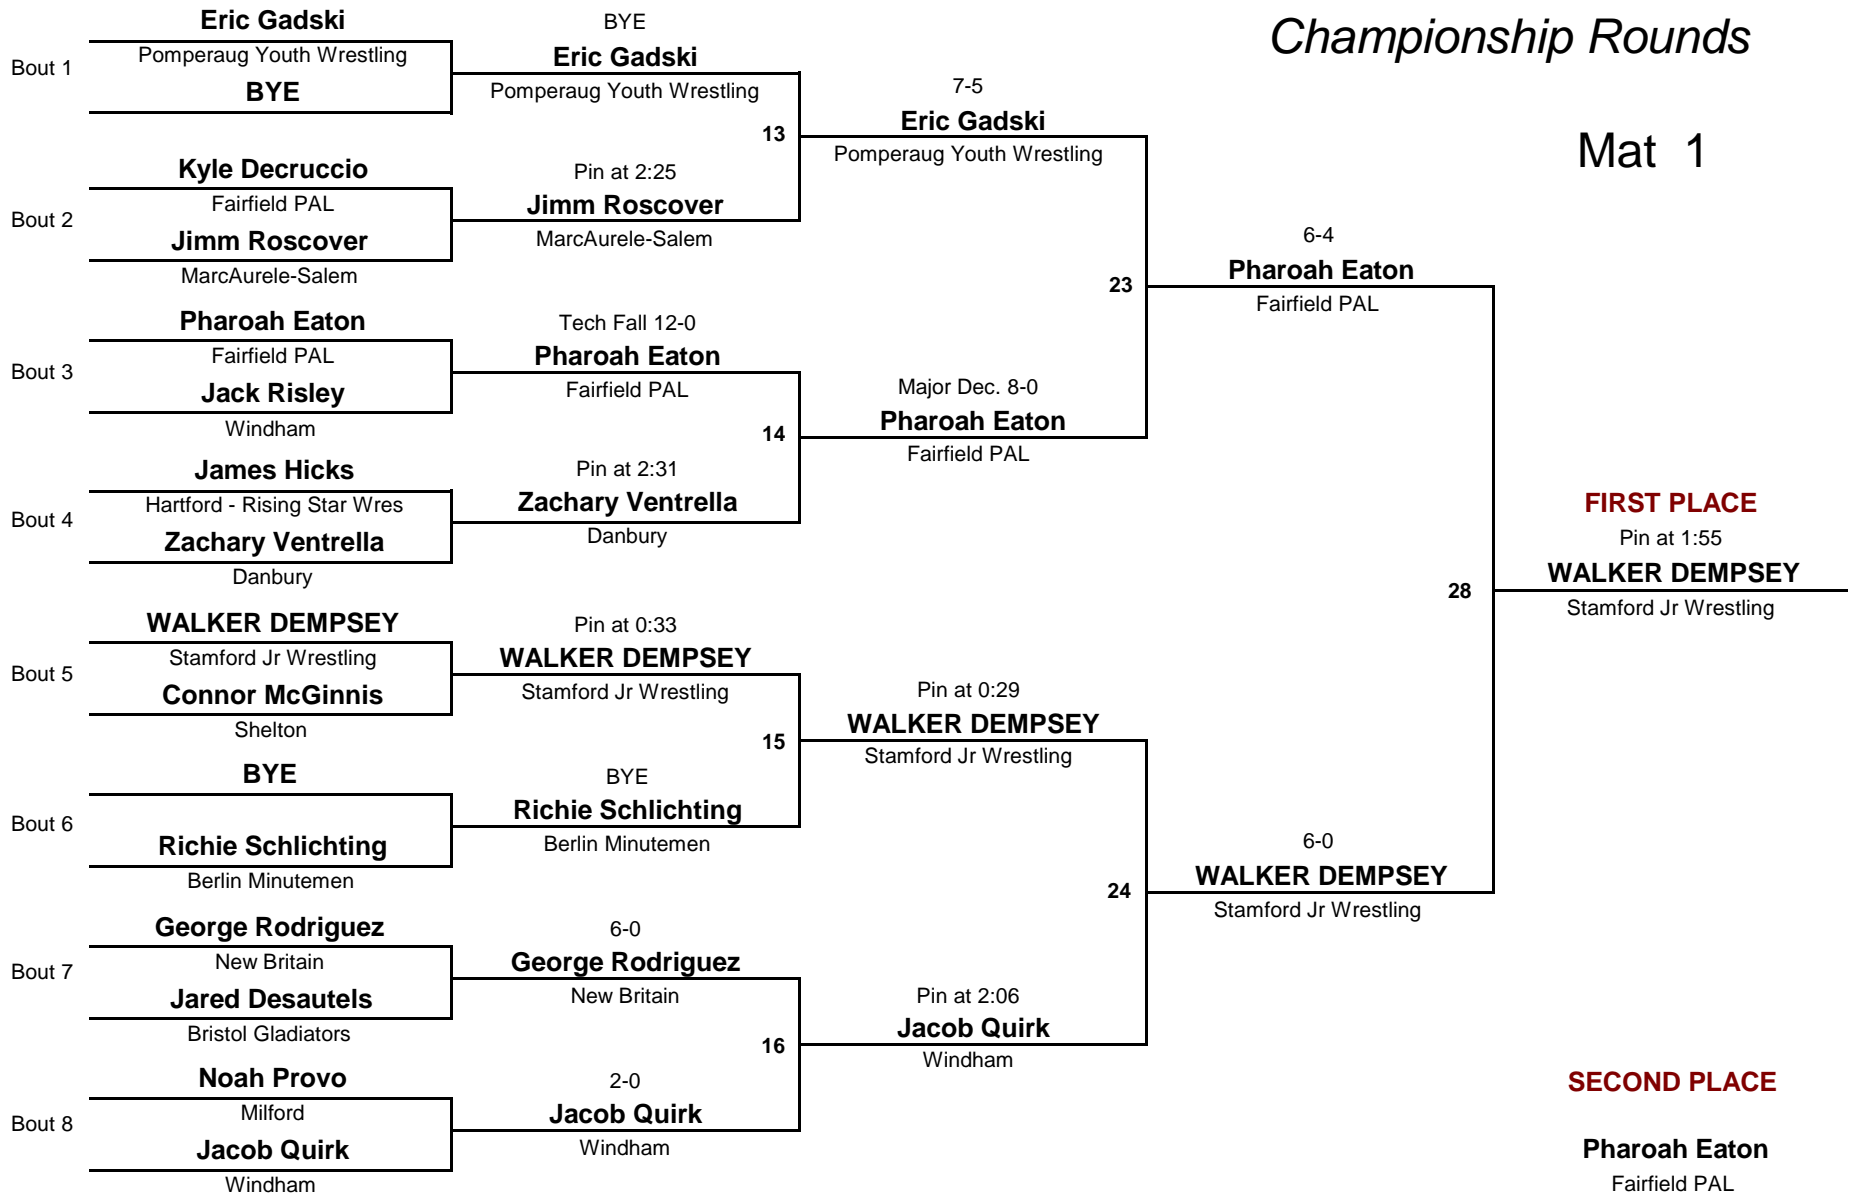 Championship Rounds
Mat 1
Bout 1
Eric Gadski
Pomperaug Youth Wrestling
BYE
Bout 2
Kyle Decruccio
Fairfield PAL
Jimm Roscover
MarcAurele-Salem
Bout 3
Pharoah Eaton
Fairfield PAL
Jack Risley
Windham
Bout 4
James Hicks
Hartford - Rising Star Wres
Zachary Ventrella
Danbury
Bout 5
WALKER DEMPSEY
Stamford Jr Wrestling
Connor McGinnis
Shelton
Bout 6
BYE
Richie Schlichting
Berlin Minutemen
Bout 7
George Rodriguez
New Britain
Jared Desautels
Bristol Gladiators
Bout 8
Noah Provo
Milford
Jacob Quirk
Windham
BYE
Eric Gadski
Pomperaug Youth Wrestling
13
Pin at 2:25
Jimm Roscover
MarcAurele-Salem
Tech Fall 12-0
Pharoah Eaton
Fairfield PAL
14
Pin at 2:31
Zachary Ventrella
Danbury
Pin at 0:33
WALKER DEMPSEY
Stamford Jr Wrestling
15
BYE
Richie Schlichting
Berlin Minutemen
6-0
George Rodriguez
New Britain
16
2-0
Jacob Quirk
Windham
7-5
Eric Gadski
Pomperaug Youth Wrestling
23
Major Dec. 8-0
Pharoah Eaton
Fairfield PAL
Pin at 0:29
WALKER DEMPSEY
Stamford Jr Wrestling
24
Pin at 2:06
Jacob Quirk
Windham
6-4
Pharoah Eaton
Fairfield PAL
28
6-0
WALKER DEMPSEY
Stamford Jr Wrestling
FIRST PLACE
Pin at 1:55
WALKER DEMPSEY
Stamford Jr Wrestling
SECOND PLACE
Pharoah Eaton
Fairfield PAL